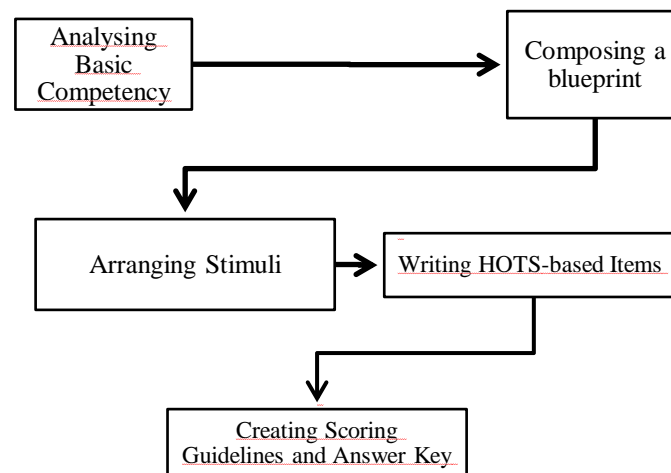 Analysing
Basic
Competency
Composing a
blueprint
Arranging Stimuli
Writing HOTS-based Items
Creating Scoring
Guidelines and Answer Key